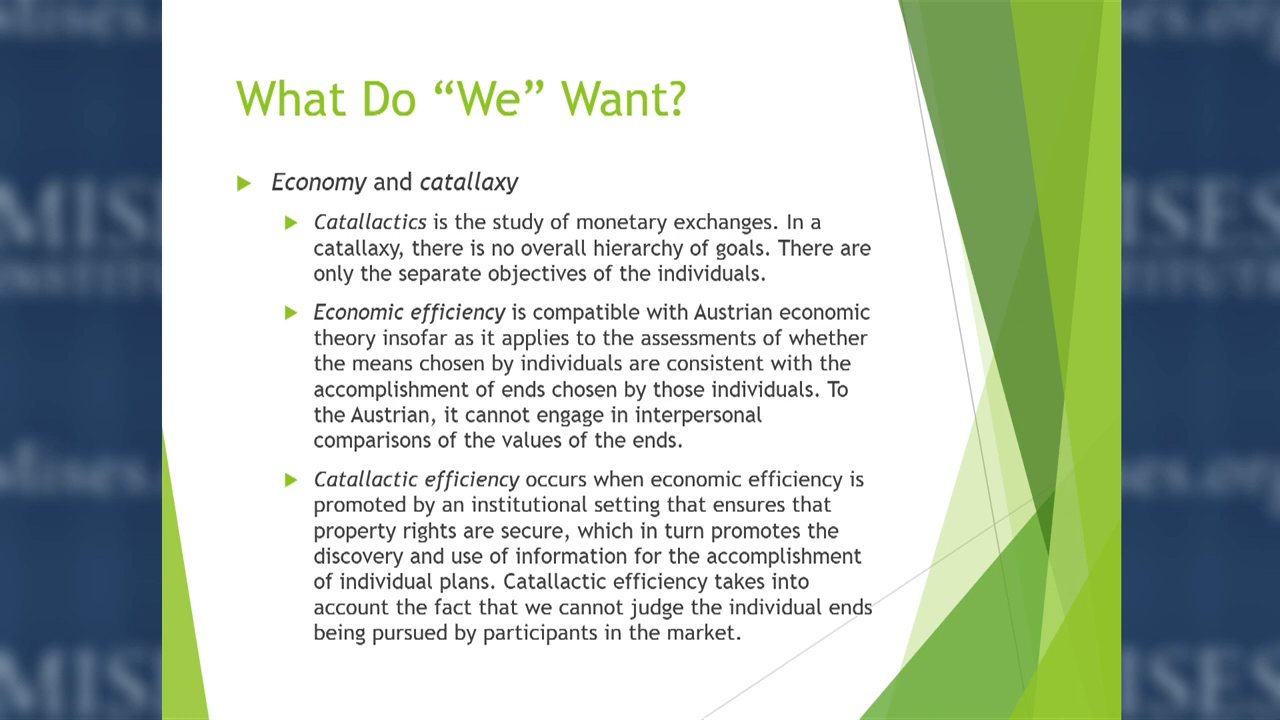 What Do “We” Want?
Economy and catallaxy
Catallactics is the study of monetary exchanges. In a
catallaxy, there is no overall hierarchy of goals. There are
only the separate objectives of the individuals.
Economic efficiency is compatible with Austrian economic
theory insofar as it applies to the assessments of whether
the means chosen by individuals are consistent with the
accomplishment of ends chosen by those individuals. To
the Austrian, it cannot engage in interpersonal
comparisons of the values of the ends.
Catallactic efficiency occurs when economic efficiency is
promoted by an institutional setting that ensures that
property rights are secure, which in turn promotes the
discovery and use of information for the accomplishment
of individual plans. Catallactic efficiency takes into
account the fact that we cannot judge the individual ends
being pursued by participants in the market.